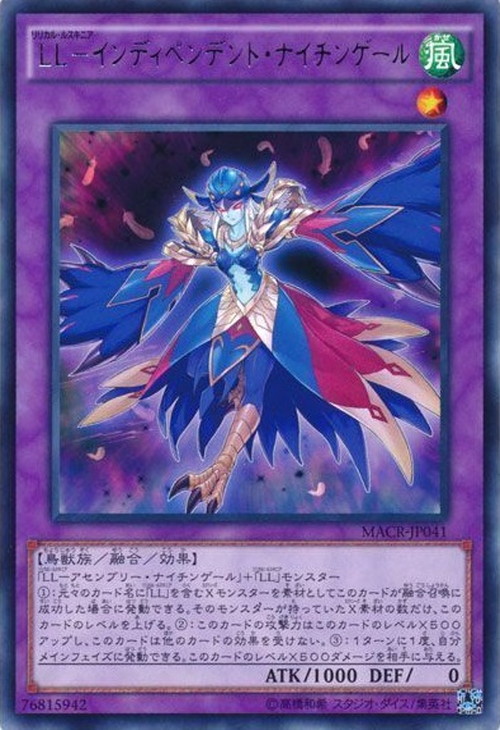 リリカル・ルスキニア
LL－インディペンデント・ナイチンゲール
かぜ
風
MACR-JP041
【鳥獣族／融合／効果】
「LL－アセンブリー・ナイチンゲール」＋「LL」モンスター
①：元々のカード名に「LL」を含むXモンスターを素材としてこのカードが融合召喚に
成功した場合に発動できる。そのモンスターが持っていたX素材の数だけ、この
カードのレベルを上げる。②：このカードの攻撃力はこのカードのレベル×５００
アップし、このカードは他のカードの効果を受けない。③：１ターンに１度、自分
メインフェイズに発動できる。このカードのレベル×５００ダメージを相手に与える。
ATK/1000 DEF/ 0
76815942
©高橋和希 スタジオ・ダイス／集英社